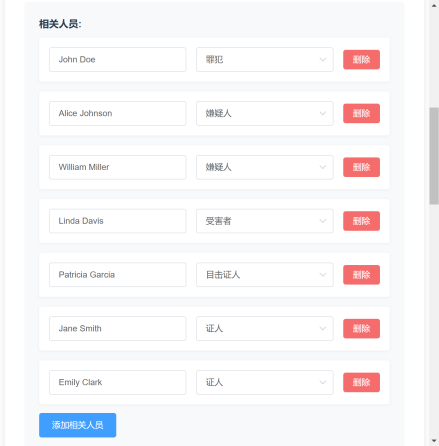 相关人员:
John Doe 罪犯 删除
Alice Johnson 嫌疑人 删除
William Miller 嫌疑人 删除
Linda Davis 受害者 删除
Patricia Garcia 目击证人 删除
Jane Smith 证人 删除
Emily Clark 证人 删除
添加相关人员